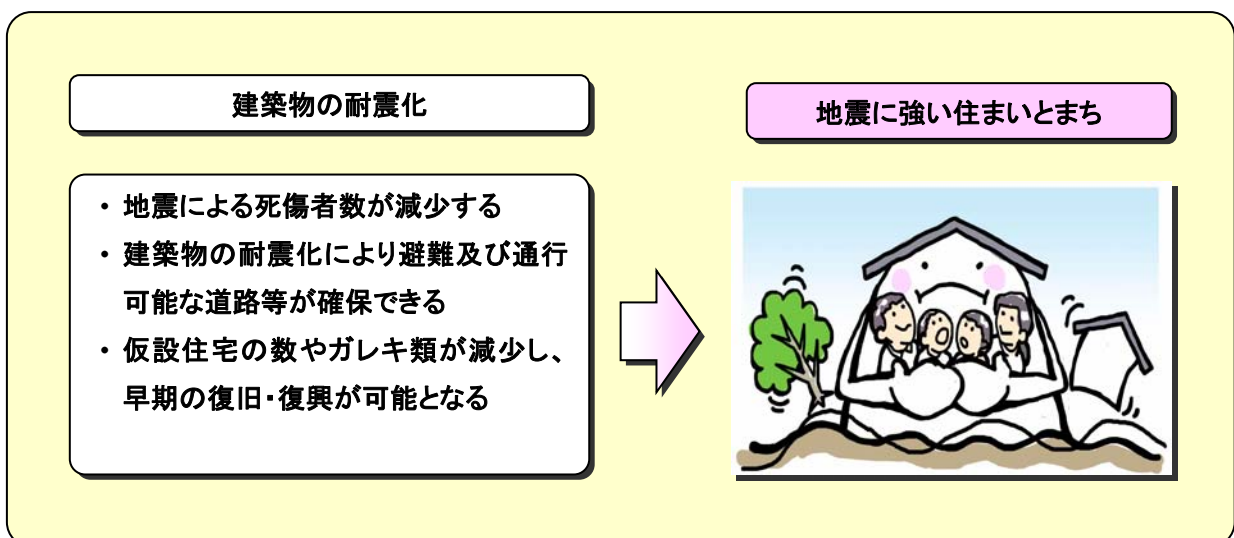 建築物の耐震化
・ 地震による死傷者数が減少する
・ 建築物の耐震化により避難及び通行
可能な道路等が確保できる
・ 仮設住宅の数やガレキ類が減少し、
早期の復旧・復興が可能となる
地震に強い住まいとまち